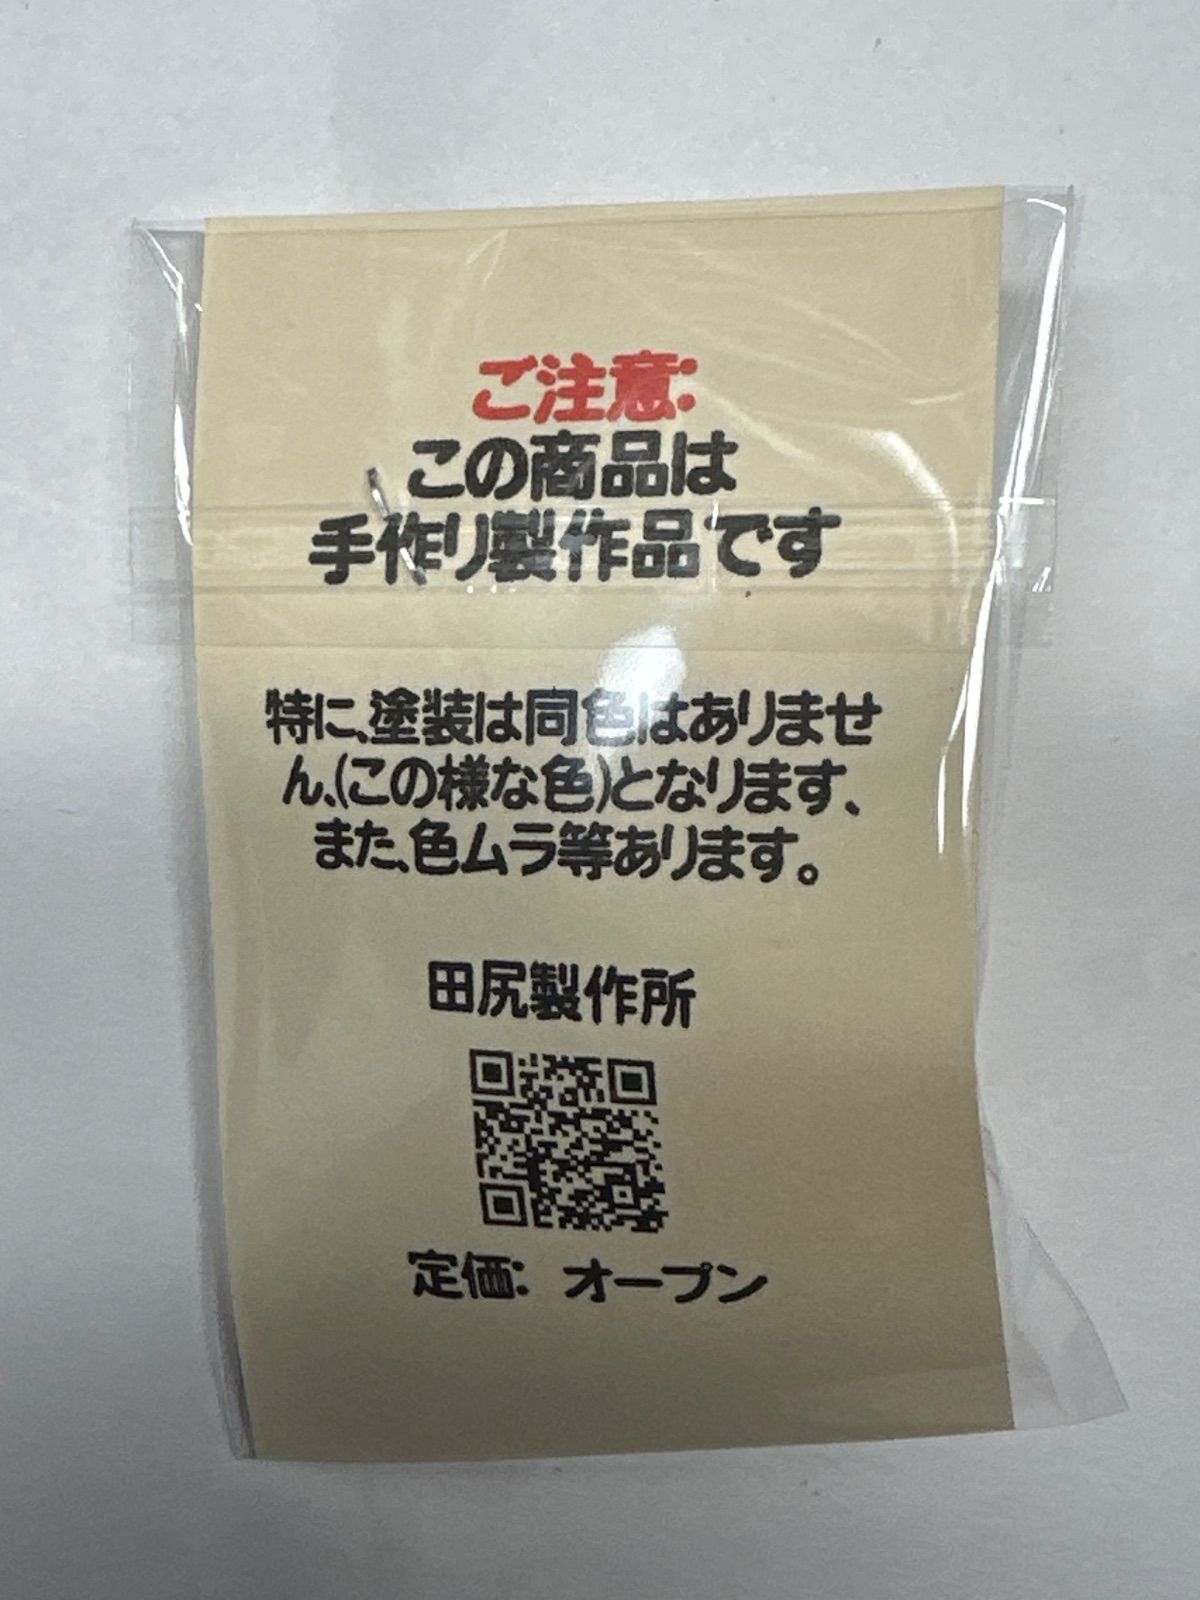 ご注意:
この商品は
手作り製作品です
特に、塗装は同色はありませ
ん、(この様な色)となります、
また、色ムラ等あります。
田尻製作所
定価: オープン